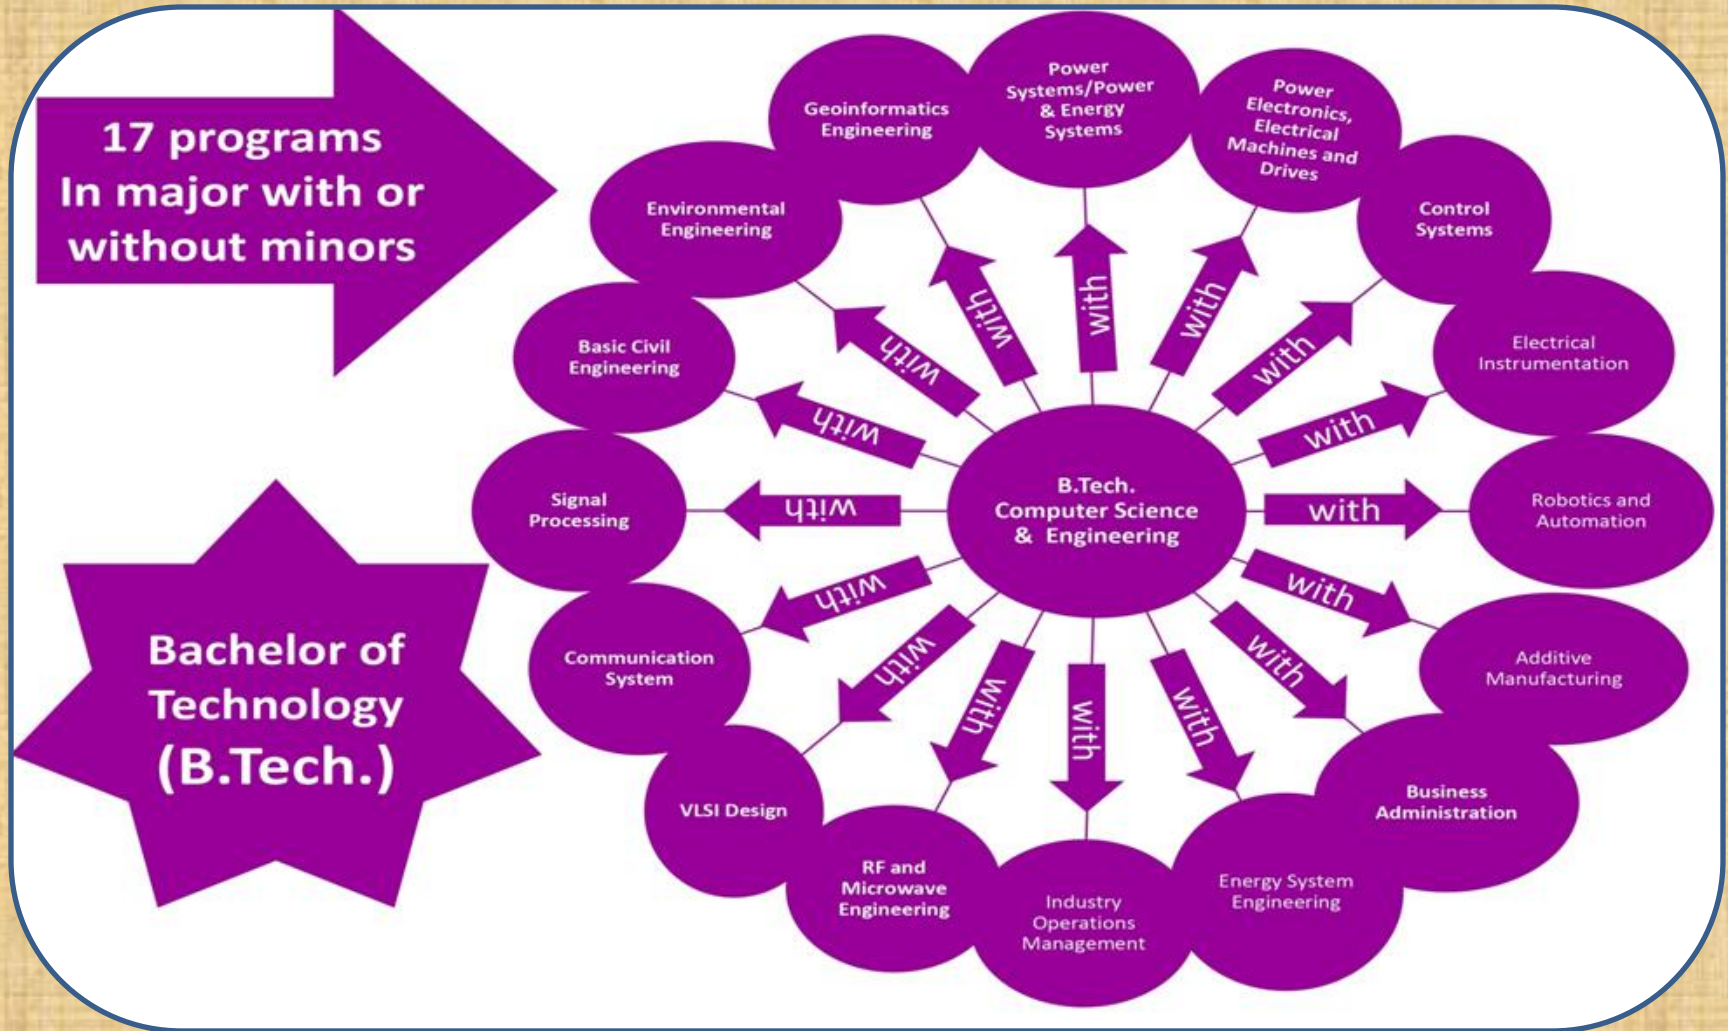 17 programs
In major with or
without minors
Bachelor of
Technology
(B.Tech.)
B.Tech.
Computer Science
& Engineering
with
Power
Systems/Power
& Energy
Systems
with
Power
Electronics,
Electrical
Machines and
Drives
with
Control
Systems
with
Electrical
Instrumentation
with
Robotics and
Automation
with
Additive
Manufacturing
with
Business
Administration
with
Energy System
Engineering
with
Industry
Operations
Management
with
RF and
Microwave
Engineering
with
VLSI Design
with
Communication
System
with
Signal
Processing
with
Basic Civil
Engineering
with
Environmental
Engineering
with
Geoinformatics
Engineering